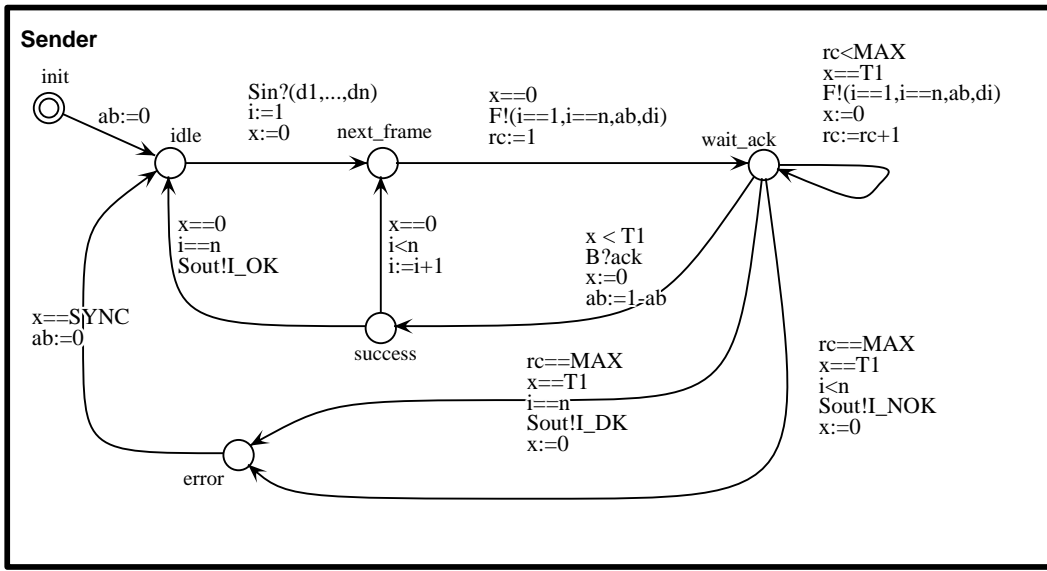 Sender
init
ab:=0
idle
Sin?(d1,...,dn)
i:=1
x:=0
next_frame
x==0
F!(i==1,i==n,ab,di)
rc:=1
wait_ack
rc<MAX
x==T1
F!(i==1,i==n,ab,di)
x:=0
rc:=rc+1
x==0
i==n
Sout!I_OK
x==0
i<n
i:=i+1
x < T1
B?ack
x:=0
ab:=1-ab
x==SYNC
ab:=0
success
rc==MAX
x==T1
i==n
Sout!I_DK
x:=0
rc==MAX
x==T1
i<n
Sout!I_NOK
x:=0
error